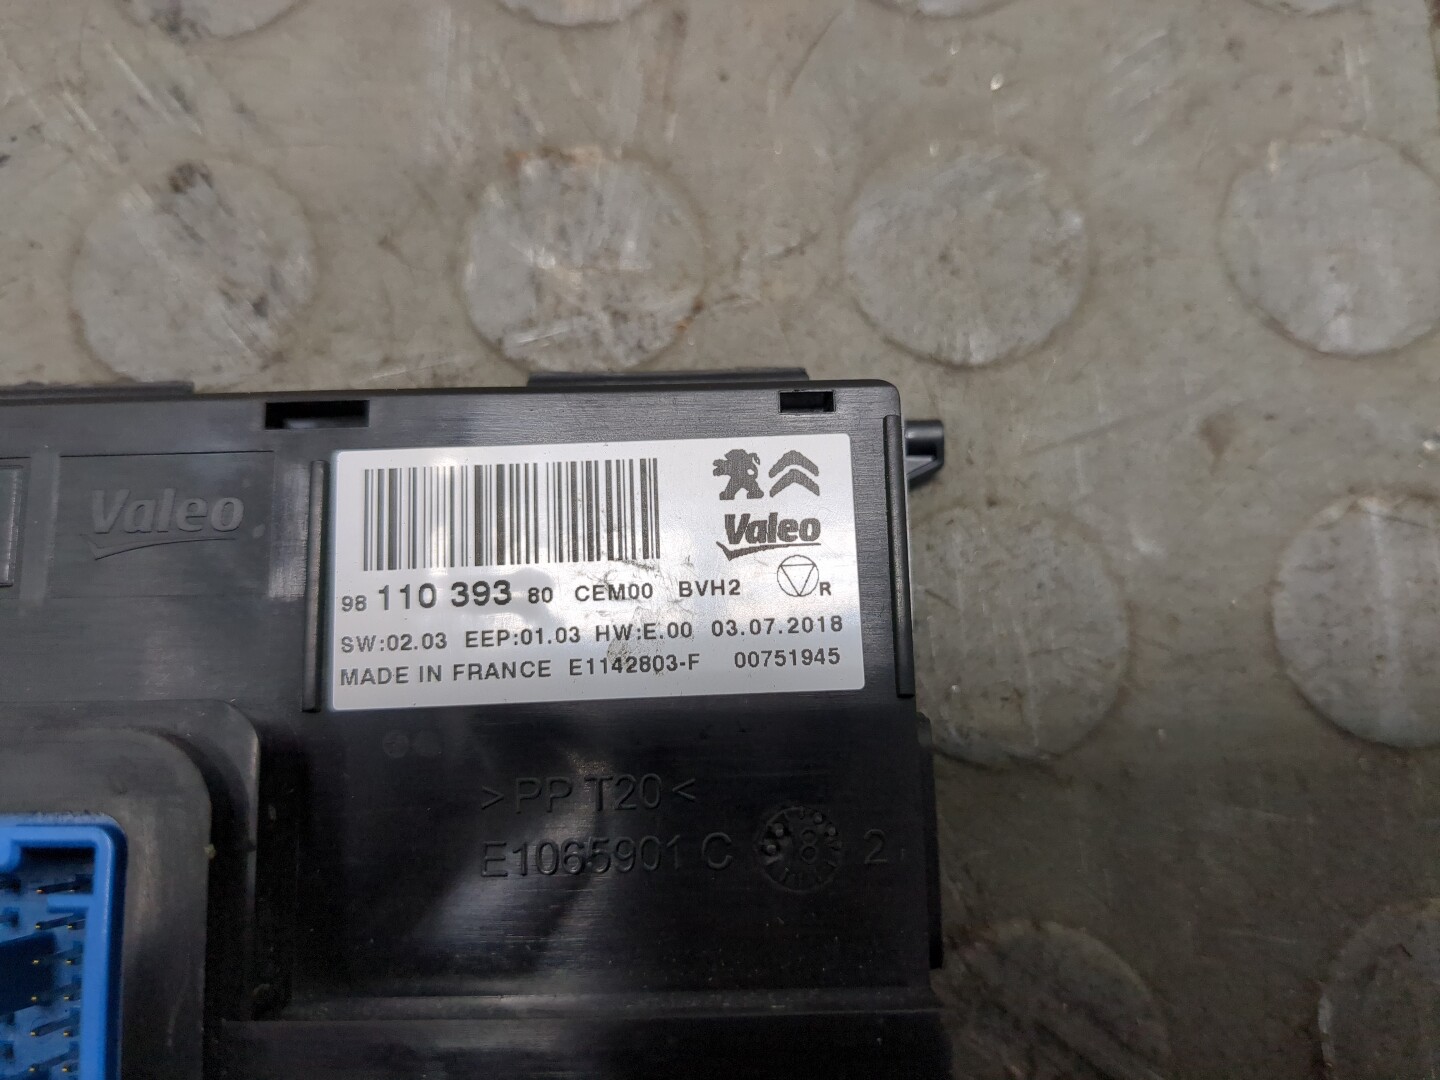 Valeo
Valeo
98 110 393 80 CEM00 BVH2 R
SW:02.03 EEP:01.03 HW:E.00 03.07.2018
MADE IN FRANCE E1142803-F 00751945
>PP T20<
E1065901 C 18 2